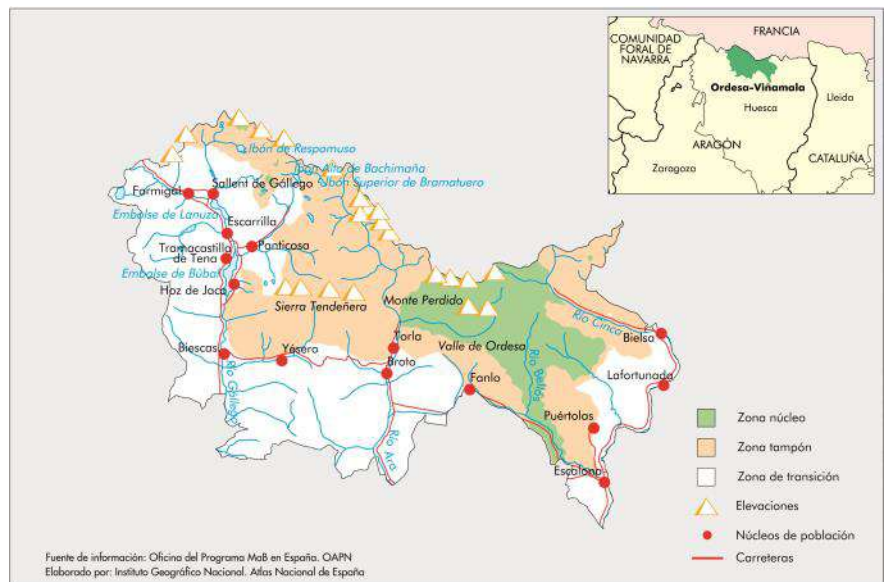 FRANCIA
COMUNIDAD
FORAL DE
NAVARRA
Ordesa-Viñamala
Huesca
Lleida
ARAGÓN
Zaragoza
CATALUÑA
Ibón de Respomuso
Ibón Alto de Bachimaña
Ibón Superior de Bramatuero
Formigal
Sallent de Gállego
Embalse de Lanuza
Escarrilla
Tramacastilla
de Tena
Panticosa
Embalse de Búbal
Hoz de Jaca
Sierra Tendeñera
Monte Perdido
Río Cinca
Bielsa
Torla
Valle de Ordesa
Biescas
Yésero
Broto
Fanlo
Río Bellós
Lafortunada
Río Gállego
Puértolas
Río Ara
Escalona
Zona núcleo
Zona tampón
Zona de transición
Elevaciones
Núcleos de población
Carreteras
Fuente de información: Oficina del Programa MaB en España. OAPN
Elaborado por: Instituto Geográfico Nacional. Atlas Nacional de España